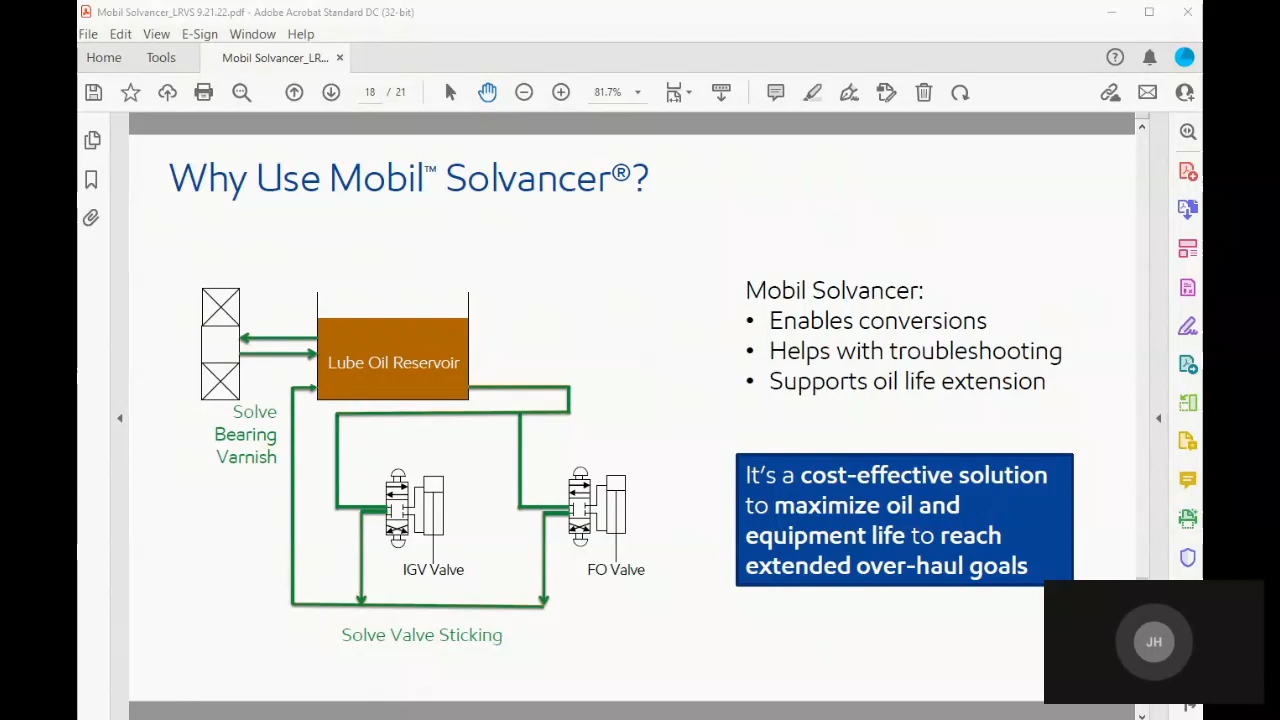 Mobil Solvancer_LRVS 9.21.22.pdf - Adobe Acrobat Standard DC (32-bit)
File Edit View E-Sign Window Help
Home Tools Mobil Solvancer_LR... ×
18 / 21 81.7%
Why Use Mobil™ Solvancer®?
Lube Oil Reservoir
Solve
Bearing
Varnish
IGV Valve
FO Valve
Solve Valve Sticking
Mobil Solvancer:
• Enables conversions
• Helps with troubleshooting
• Supports oil life extension
It's a cost-effective solution
to maximize oil and
equipment life to reach
extended over-haul goals
JH